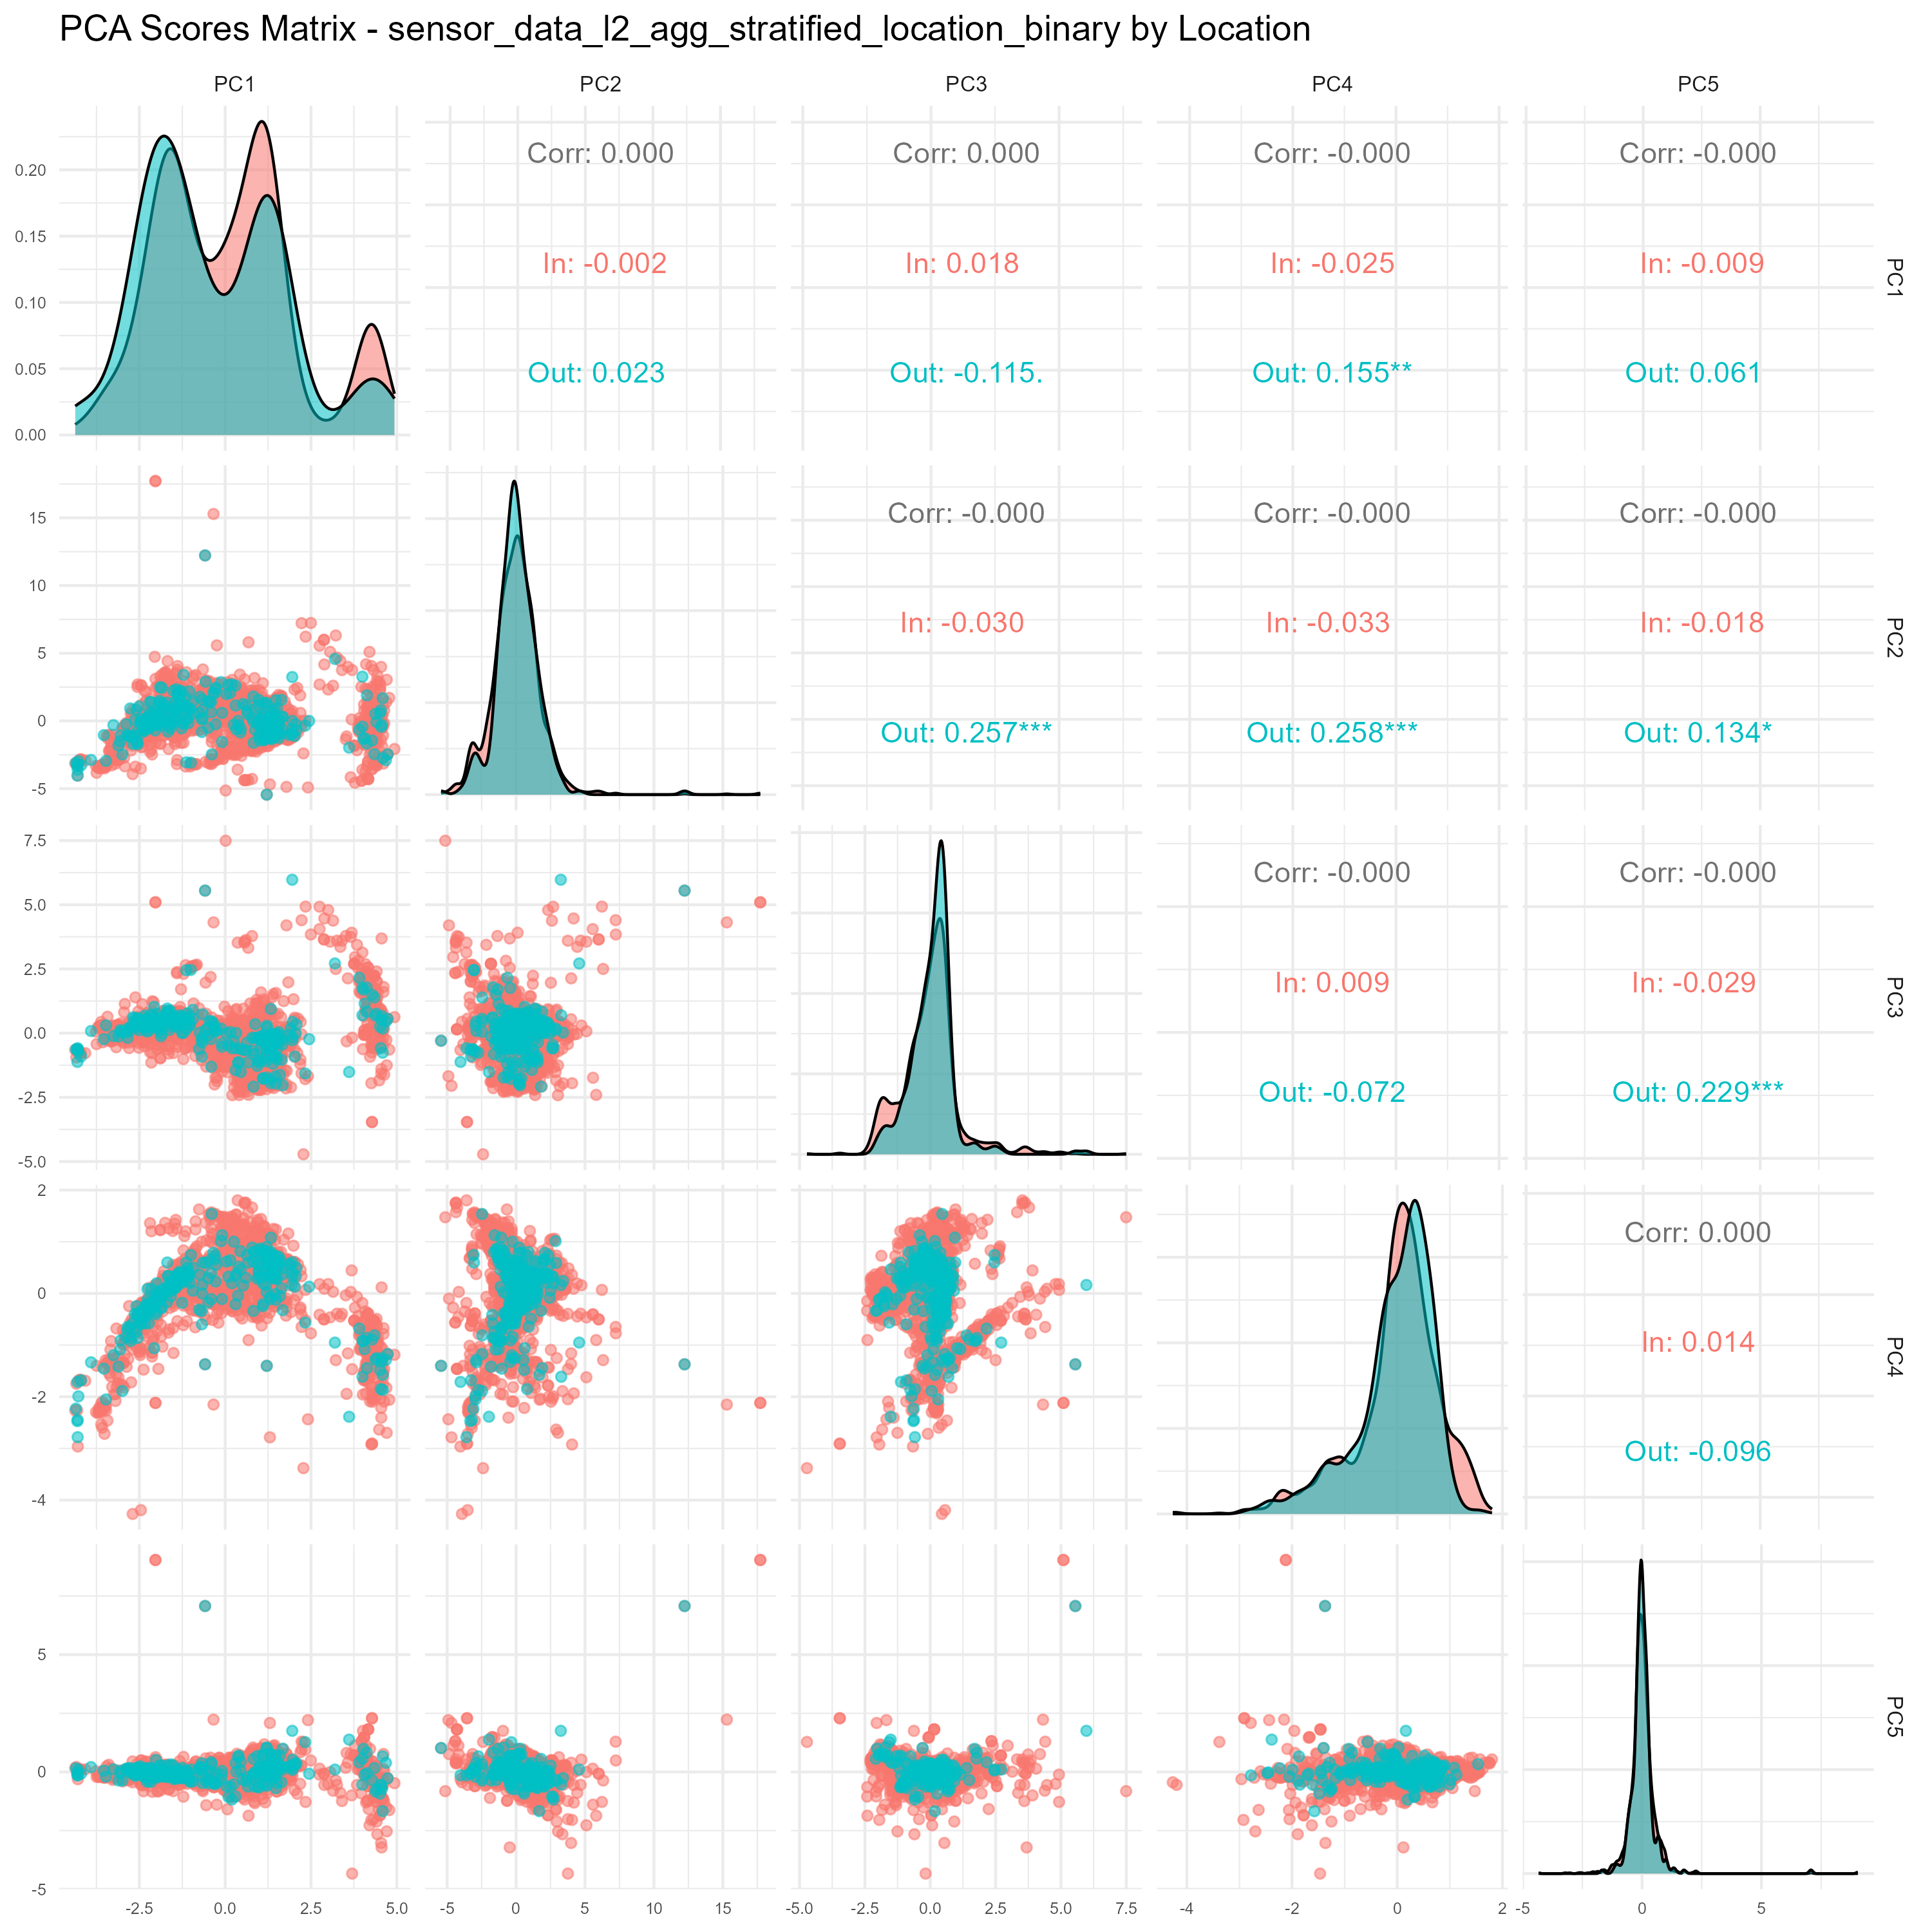 PCA Scores Matrix - sensor_data_l2_agg_stratified_location_binary by Location
PC1 PC2 PC3 PC4 PC5
0.20
0.15
0.10
0.05
0.00
Corr: 0.000
In: -0.002
Out: 0.023
Corr: 0.000
In: 0.018
Out: -0.115.
Corr: -0.000
In: -0.025
Out: 0.155**
Corr: -0.000
In: -0.009
Out: 0.061
PC1
15
10
5
0
-5
Corr: -0.000
In: -0.030
Out: 0.257***
Corr: -0.000
In: -0.033
Out: 0.258***
Corr: -0.000
In: -0.018
Out: 0.134*
PC2
7.5
5.0
2.5
0.0
-2.5
-5.0
Corr: -0.000
In: 0.009
Out: -0.072
Corr: -0.000
In: -0.029
Out: 0.229***
PC3
2
0
-2
-4
Corr: 0.000
In: 0.014
Out: -0.096
PC4
5
0
-5
PC5
-2.5 0.0 2.5 5.0 -5 0 5 10 15 -5.0 -2.5 0.0 2.5 5.0 7.5 -4 -2 0 2 -5 0 5